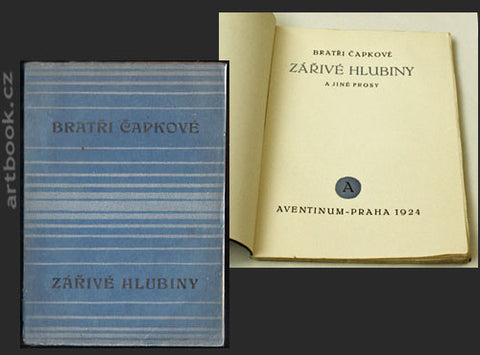 artbook.cz
BRATŘI ČAPKOVÉ
ZÁŘIVÉ HLUBINY
BRATŘI ČAPKOVÉ
ZÁŘIVÉ HLUBINY
A JINÉ PROSY
A
AVENTINUM-PRAHA 1924